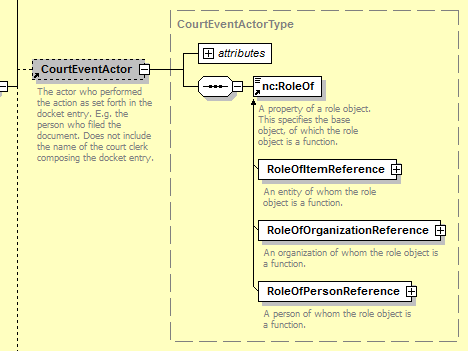 CourtEventActorType
attributes
CourtEventActor
nc:RoleOf
The actor who performed
the action as set forth in the
docket entry. E.g. the
person who filed the
document. Does not include
the name of the court clerk
composing the docket entry.
A property of a role object.
This specifies the base
object, of which the role
object is a function.
RoleOfItemReference
An entity of whom the role
object is a function.
RoleOfOrganizationReference
An organization of whom the role object is
a function.
RoleOfPersonReference
A person of whom the role object is
a function.